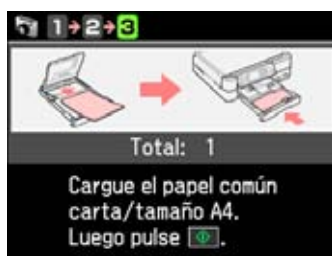 1 → 2 → 3
Total: 1
Cargue el papel común
carta/tamaño A4.
Luego pulse .